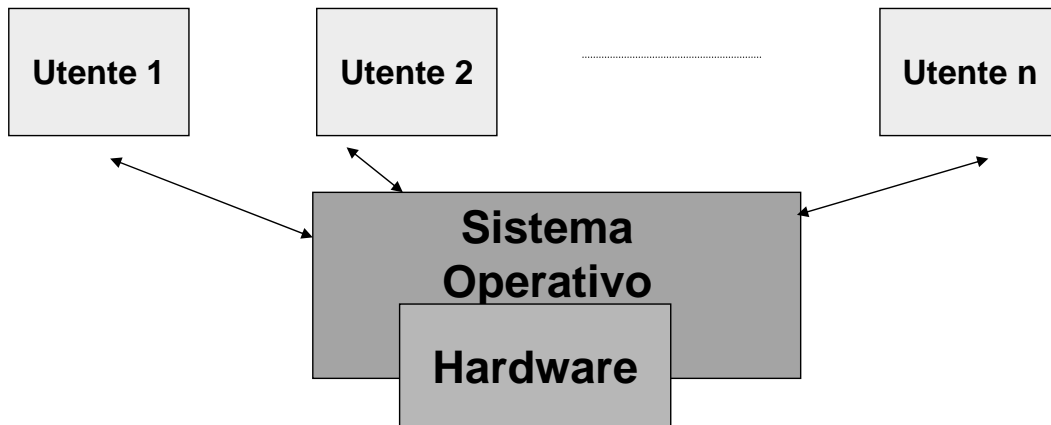 Utente 1
Utente 2
Utente n
Sistema
Operativo
Hardware